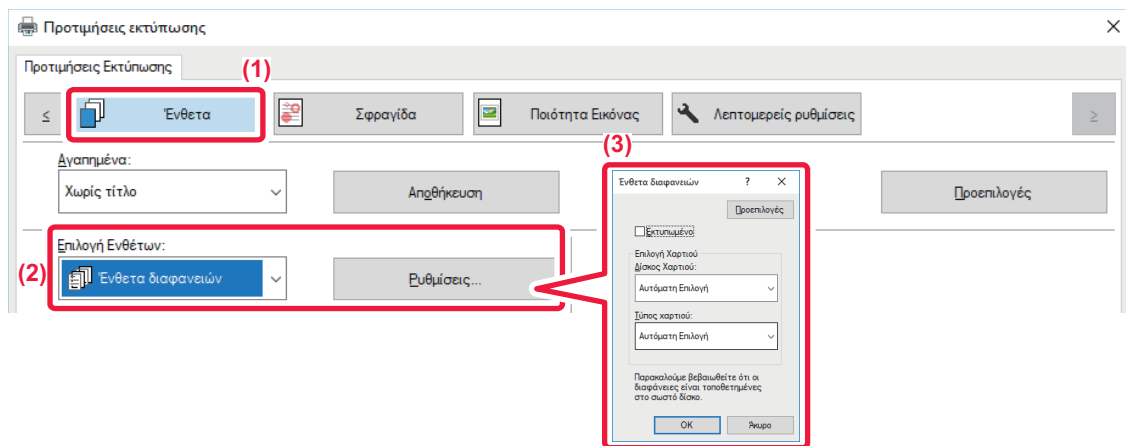 Προτιμήσεις εκτύπωσης
Προτιμήσεις Εκτύπωσης
(1)
≤ Ένθετα Σφραγίδα Ποιότητα Εικόνας Λεπτομερείς ρυθμίσεις ≥
Αγαπημένα:
Χωρίς τίτλο Αποθήκευση Προεπιλογές
(2)
Επιλογή Ενθέτων:
Ένθετα διαφανειών Ρυθμίσεις...
(3)
Ένθετα διαφανειών ?
Προεπιλογές
Εκτυπωμένο
Επιλογή Χαρτιού
Δίσκος Χαρτιού:
Αυτόματη Επιλογή
Τύπος χαρτιού:
Αυτόματη Επιλογή
Παρακαλούμε βεβαιωθείτε ότι οι
διαφάνειες είναι τοποθετημένες
στο σωστό δίσκο.
OK Άκυρο